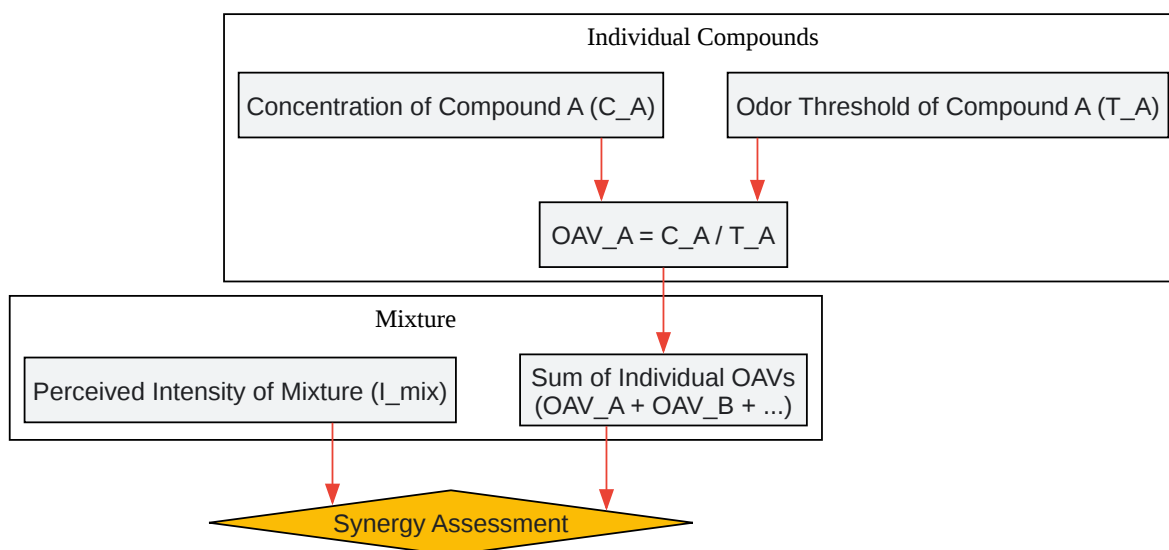 Individual Compounds
Concentration of Compound A (C_A)
Odor Threshold of Compound A (T_A)
OAV_A = C_A / T_A
Mixture
Perceived Intensity of Mixture (I_mix)
Sum of Individual OAVs
(OAV_A + OAV_B + ...)
Synergy Assessment